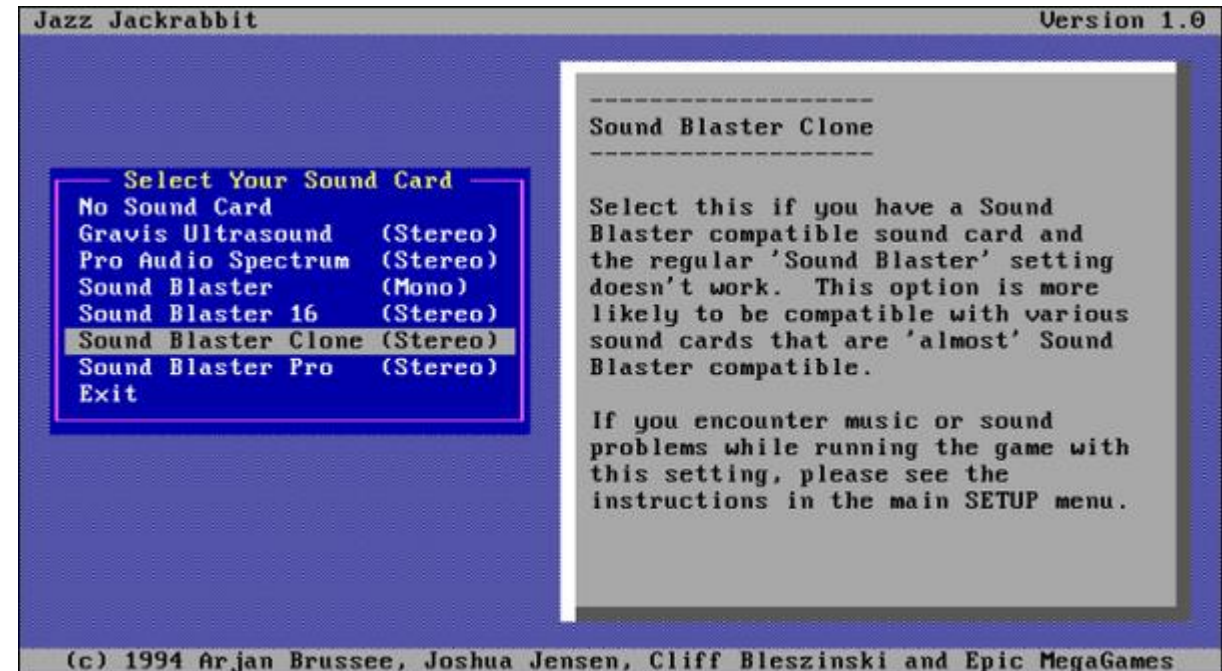 Jazz Jackrabbit Version 1.0
Select Your Sound Card
No Sound Card
Gravis Ultrasound (Stereo)
Pro Audio Spectrum (Stereo)
Sound Blaster (Mono)
Sound Blaster 16 (Stereo)
Sound Blaster Clone (Stereo)
Sound Blaster Pro (Stereo)
Exit
-------------------
Sound Blaster Clone
-------------------
Select this if you have a Sound
Blaster compatible sound card and
the regular 'Sound Blaster' setting
doesn't work. This option is more
likely to be compatible with various
sound cards that are 'almost' Sound
Blaster compatible.
If you encounter music or sound
problems while running the game with
this setting, please see the
instructions in the main SETUP menu.
(c) 1994 Arjan Brussee, Joshua Jensen, Cliff Bleszinski and Epic MegaGames